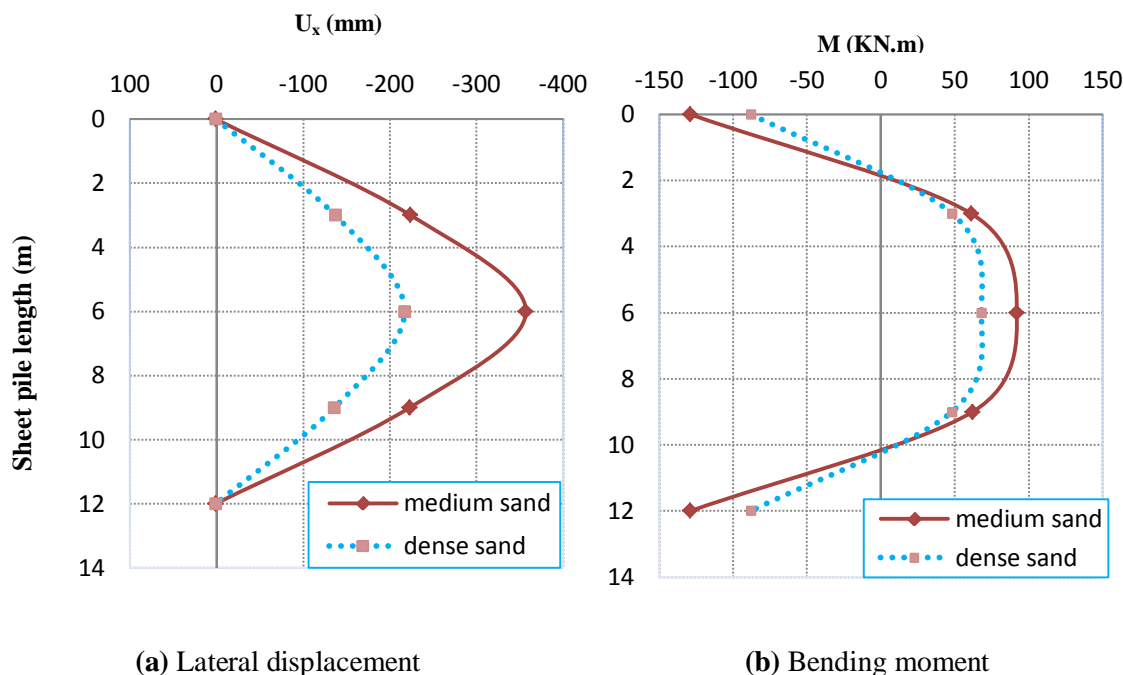 Ux (mm)
100 0 -100 -200 -300 -400
0
2
4
6
8
10
12
14
Sheet pile length (m)
medium sand
dense sand
(a) Lateral displacement
M (KN.m)
-150 -100 -50 0 50 100 150
0
2
4
6
8
10
12
14
medium sand
dense sand
(b) Bending moment